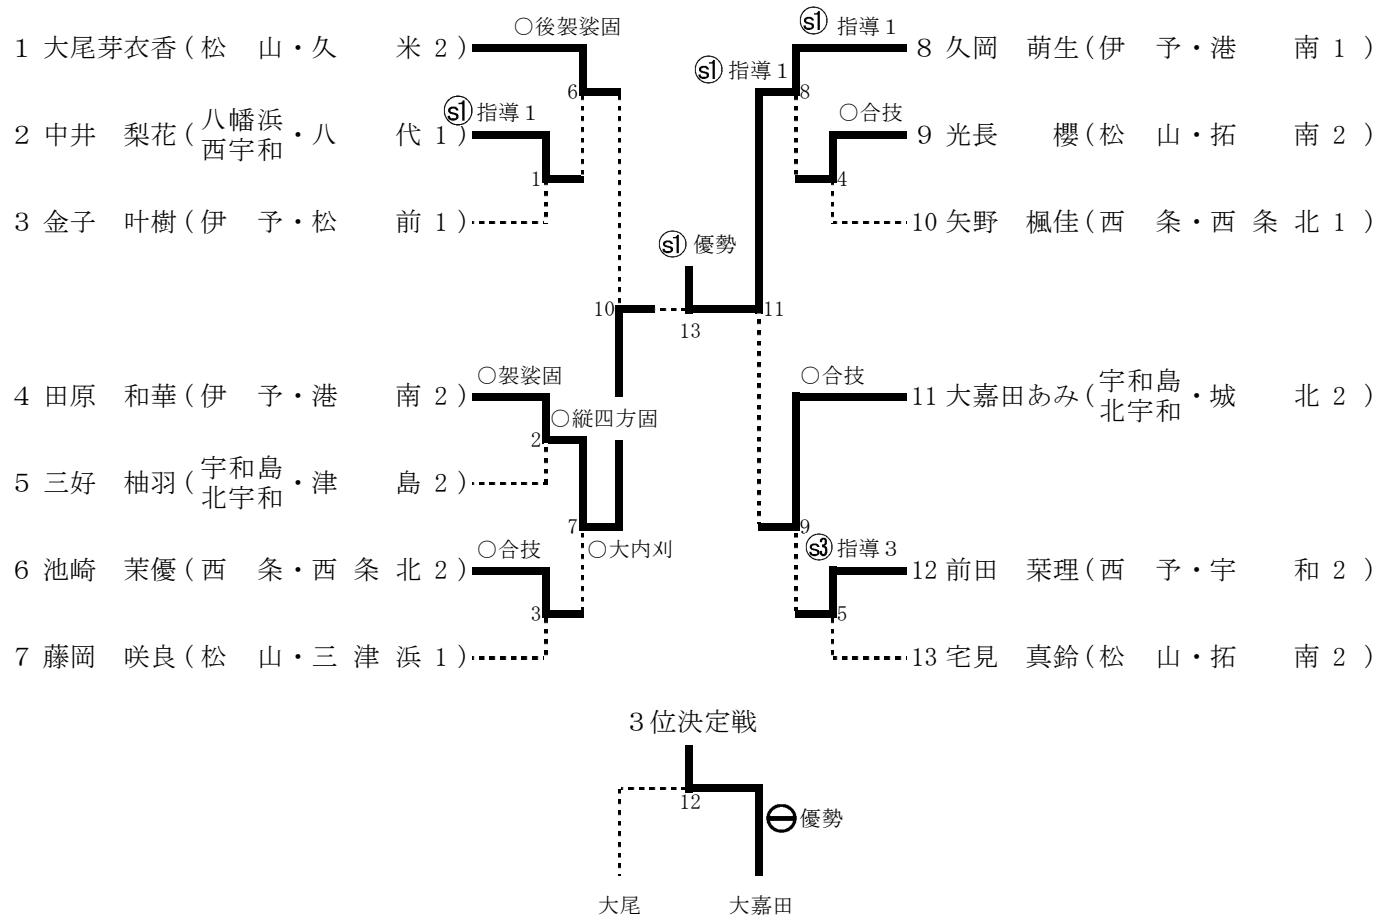 ○後袈裟固
ⓢ1 指導1
1 大尾芽衣香(松 山・久 米 2)
8 久岡 萌生(伊 予・港 南 1)
ⓢ1 指導1
6
8
ⓢ1 指導1
○合技
2 中井 梨花(八幡浜西宇和・八 代 1)
9 光長 櫻(松 山・拓 南 2)
1
4
3 金子 叶樹(伊 予・松 前 1)
10 矢野 楓佳(西 条・西 条 北 1)
ⓢ1 優勢
10
11
13
○袈裟固
○合技
4 田原 和華(伊 予・港 南 2)
11 大嘉田あみ(宇和島北宇和・城 北 2)
○縦四方固
2
5 三好 柚羽(宇和島北宇和・津 島 2)
7
9
○合技
○大内刈
ⓢ3 指導3
6 池崎 茉優(西 条・西 条 北 2)
12 前田 栞理(西 予・宇 和 2)
3
5
7 藤岡 咲良(松 山・三 津 浜 1)
13 宅見 真鈴(松 山・拓 南 2)
3位決定戦
12
⊖優勢
大尾
大嘉田